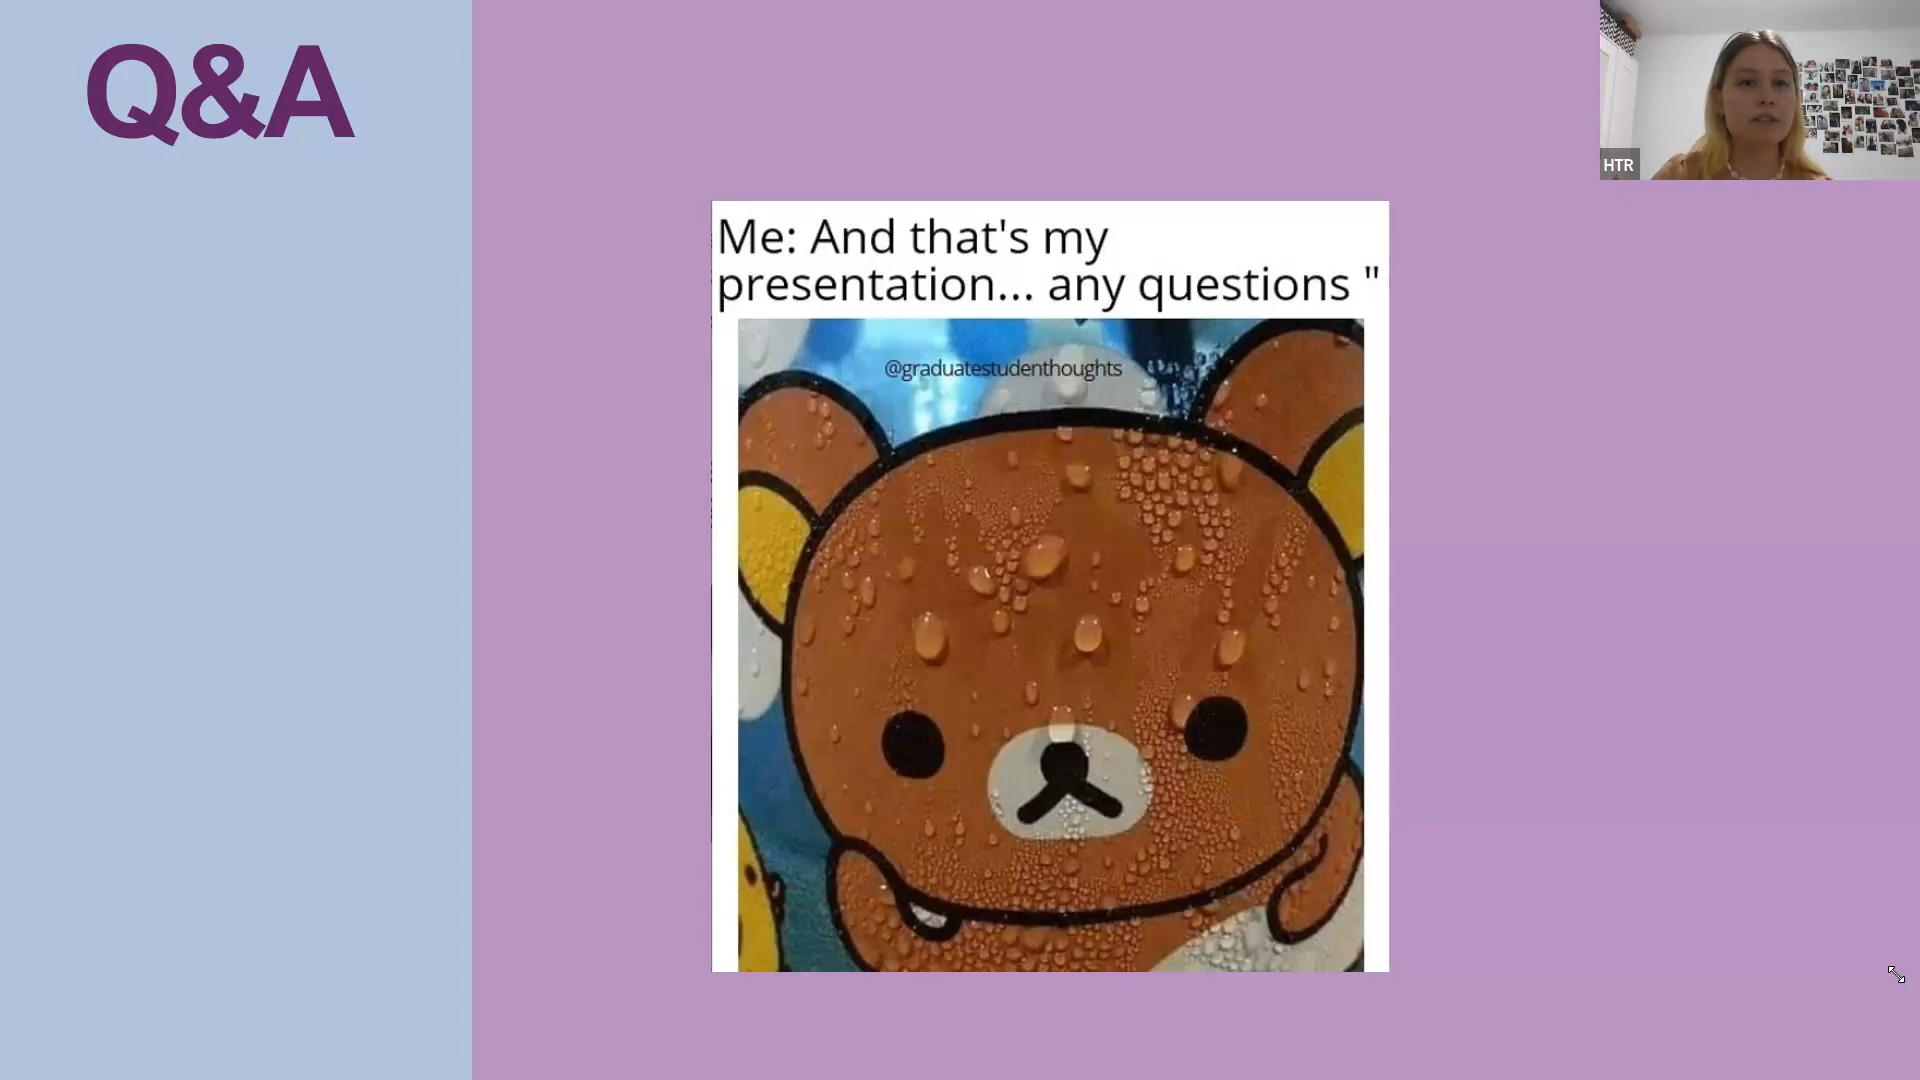 Q&A
HTR
Me: And that's my
presentation... any questions "
@graduatestudenthoughts